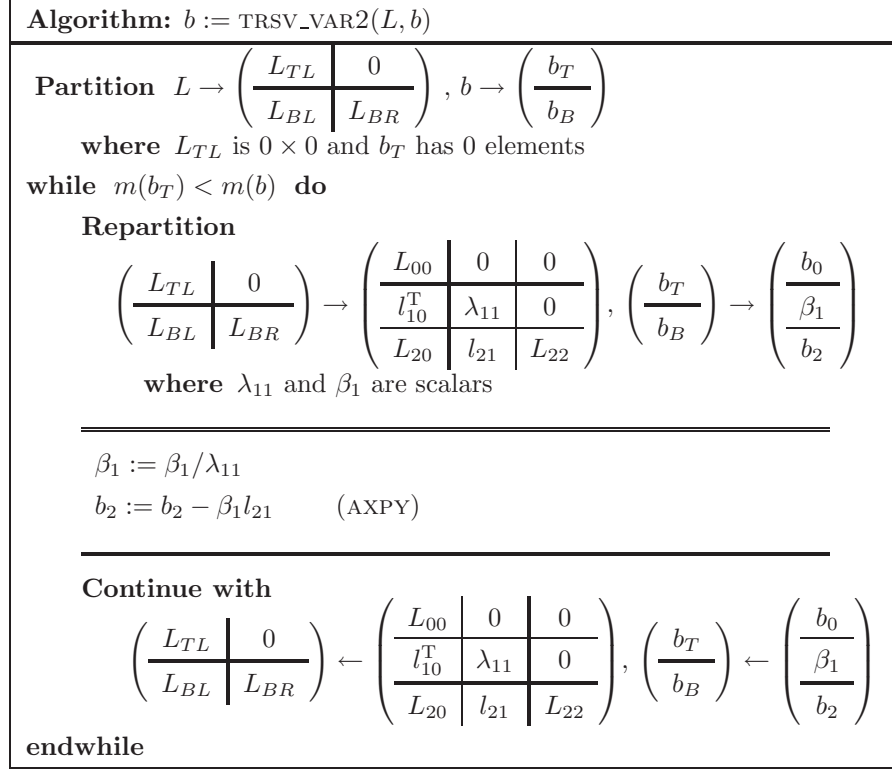 Algorithm: b := TRSV_VAR2(L, b)
Partition L → ( L_TL | 0 ; L_BL | L_BR ) , b → ( b_T ; b_B )
where L_TL is 0 × 0 and b_T has 0 elements
while m(b_T) < m(b) do
Repartition
( L_TL | 0 ; L_BL | L_BR ) → ( L_00 | 0 | 0 ; l_10^T | λ_11 | 0 ; L_20 | l_21 | L_22 ), ( b_T ; b_B ) → ( b_0 ; β_1 ; b_2 )
where λ_11 and β_1 are scalars
β_1 := β_1/λ_11
b_2 := b_2 − β_1 l_21 (AXPY)
Continue with
( L_TL | 0 ; L_BL | L_BR ) ← ( L_00 | 0 | 0 ; l_10^T | λ_11 | 0 ; L_20 | l_21 | L_22 ), ( b_T ; b_B ) ← ( b_0 ; β_1 ; b_2 )
endwhile